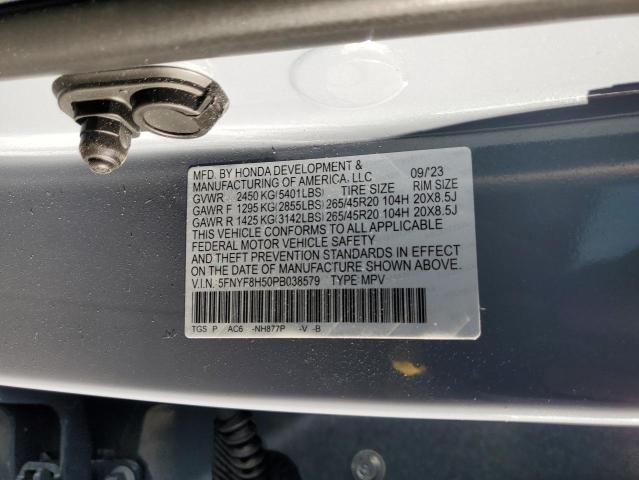 MFD. BY HONDA DEVELOPMENT & 09/'23
MANUFACTURING OF AMERICA, LLC
GVWR 2450 KG(5401LBS) TIRE SIZE RIM SIZE
GAWR F 1295 KG(2855LBS) 265/45R20 104H 20X8.5J
GAWR R 1425 KG(3142LBS) 265/45R20 104H 20X8.5J
THIS VEHICLE CONFORMS TO ALL APPLICABLE
FEDERAL MOTOR VEHICLE SAFETY
AND THEFT PREVENTION STANDARDS IN EFFECT
ON THE DATE OF MANUFACTURE SHOWN ABOVE.
V.I.N. 5FNYF8H50PB038579 TYPE: MPV
TGS P AC6 -NH877P -V -B